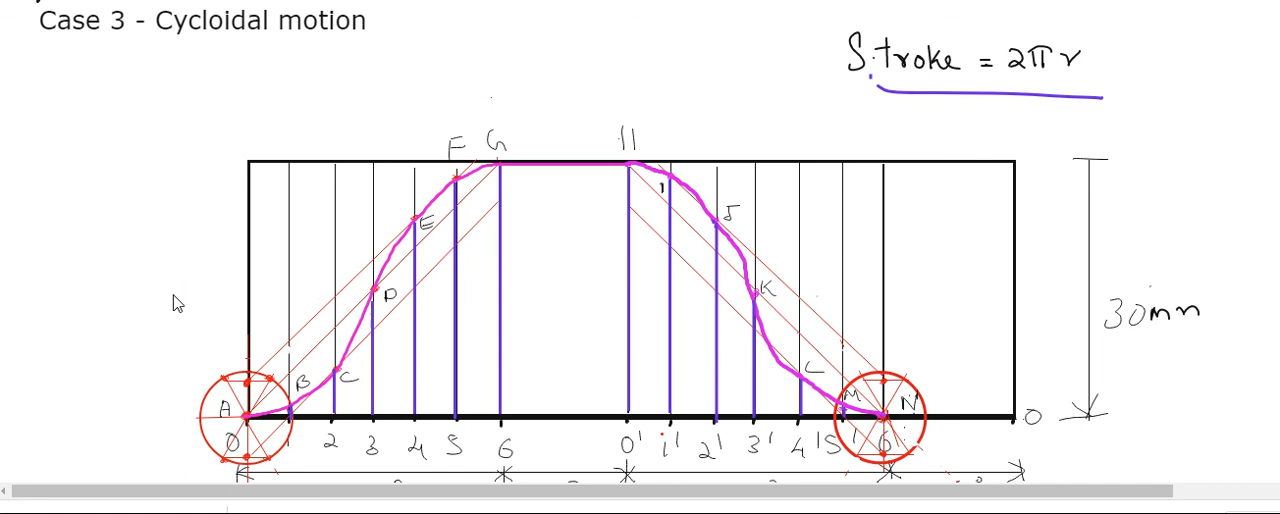 Case 3 - Cycloidal motion
Stroke = 2πr
F G H
E
1
J
D
K
30mm
B
C
L
A
M
N
0
0 1 2 3 4 5 6 0' 1' 2' 3' 4' 5' 6'